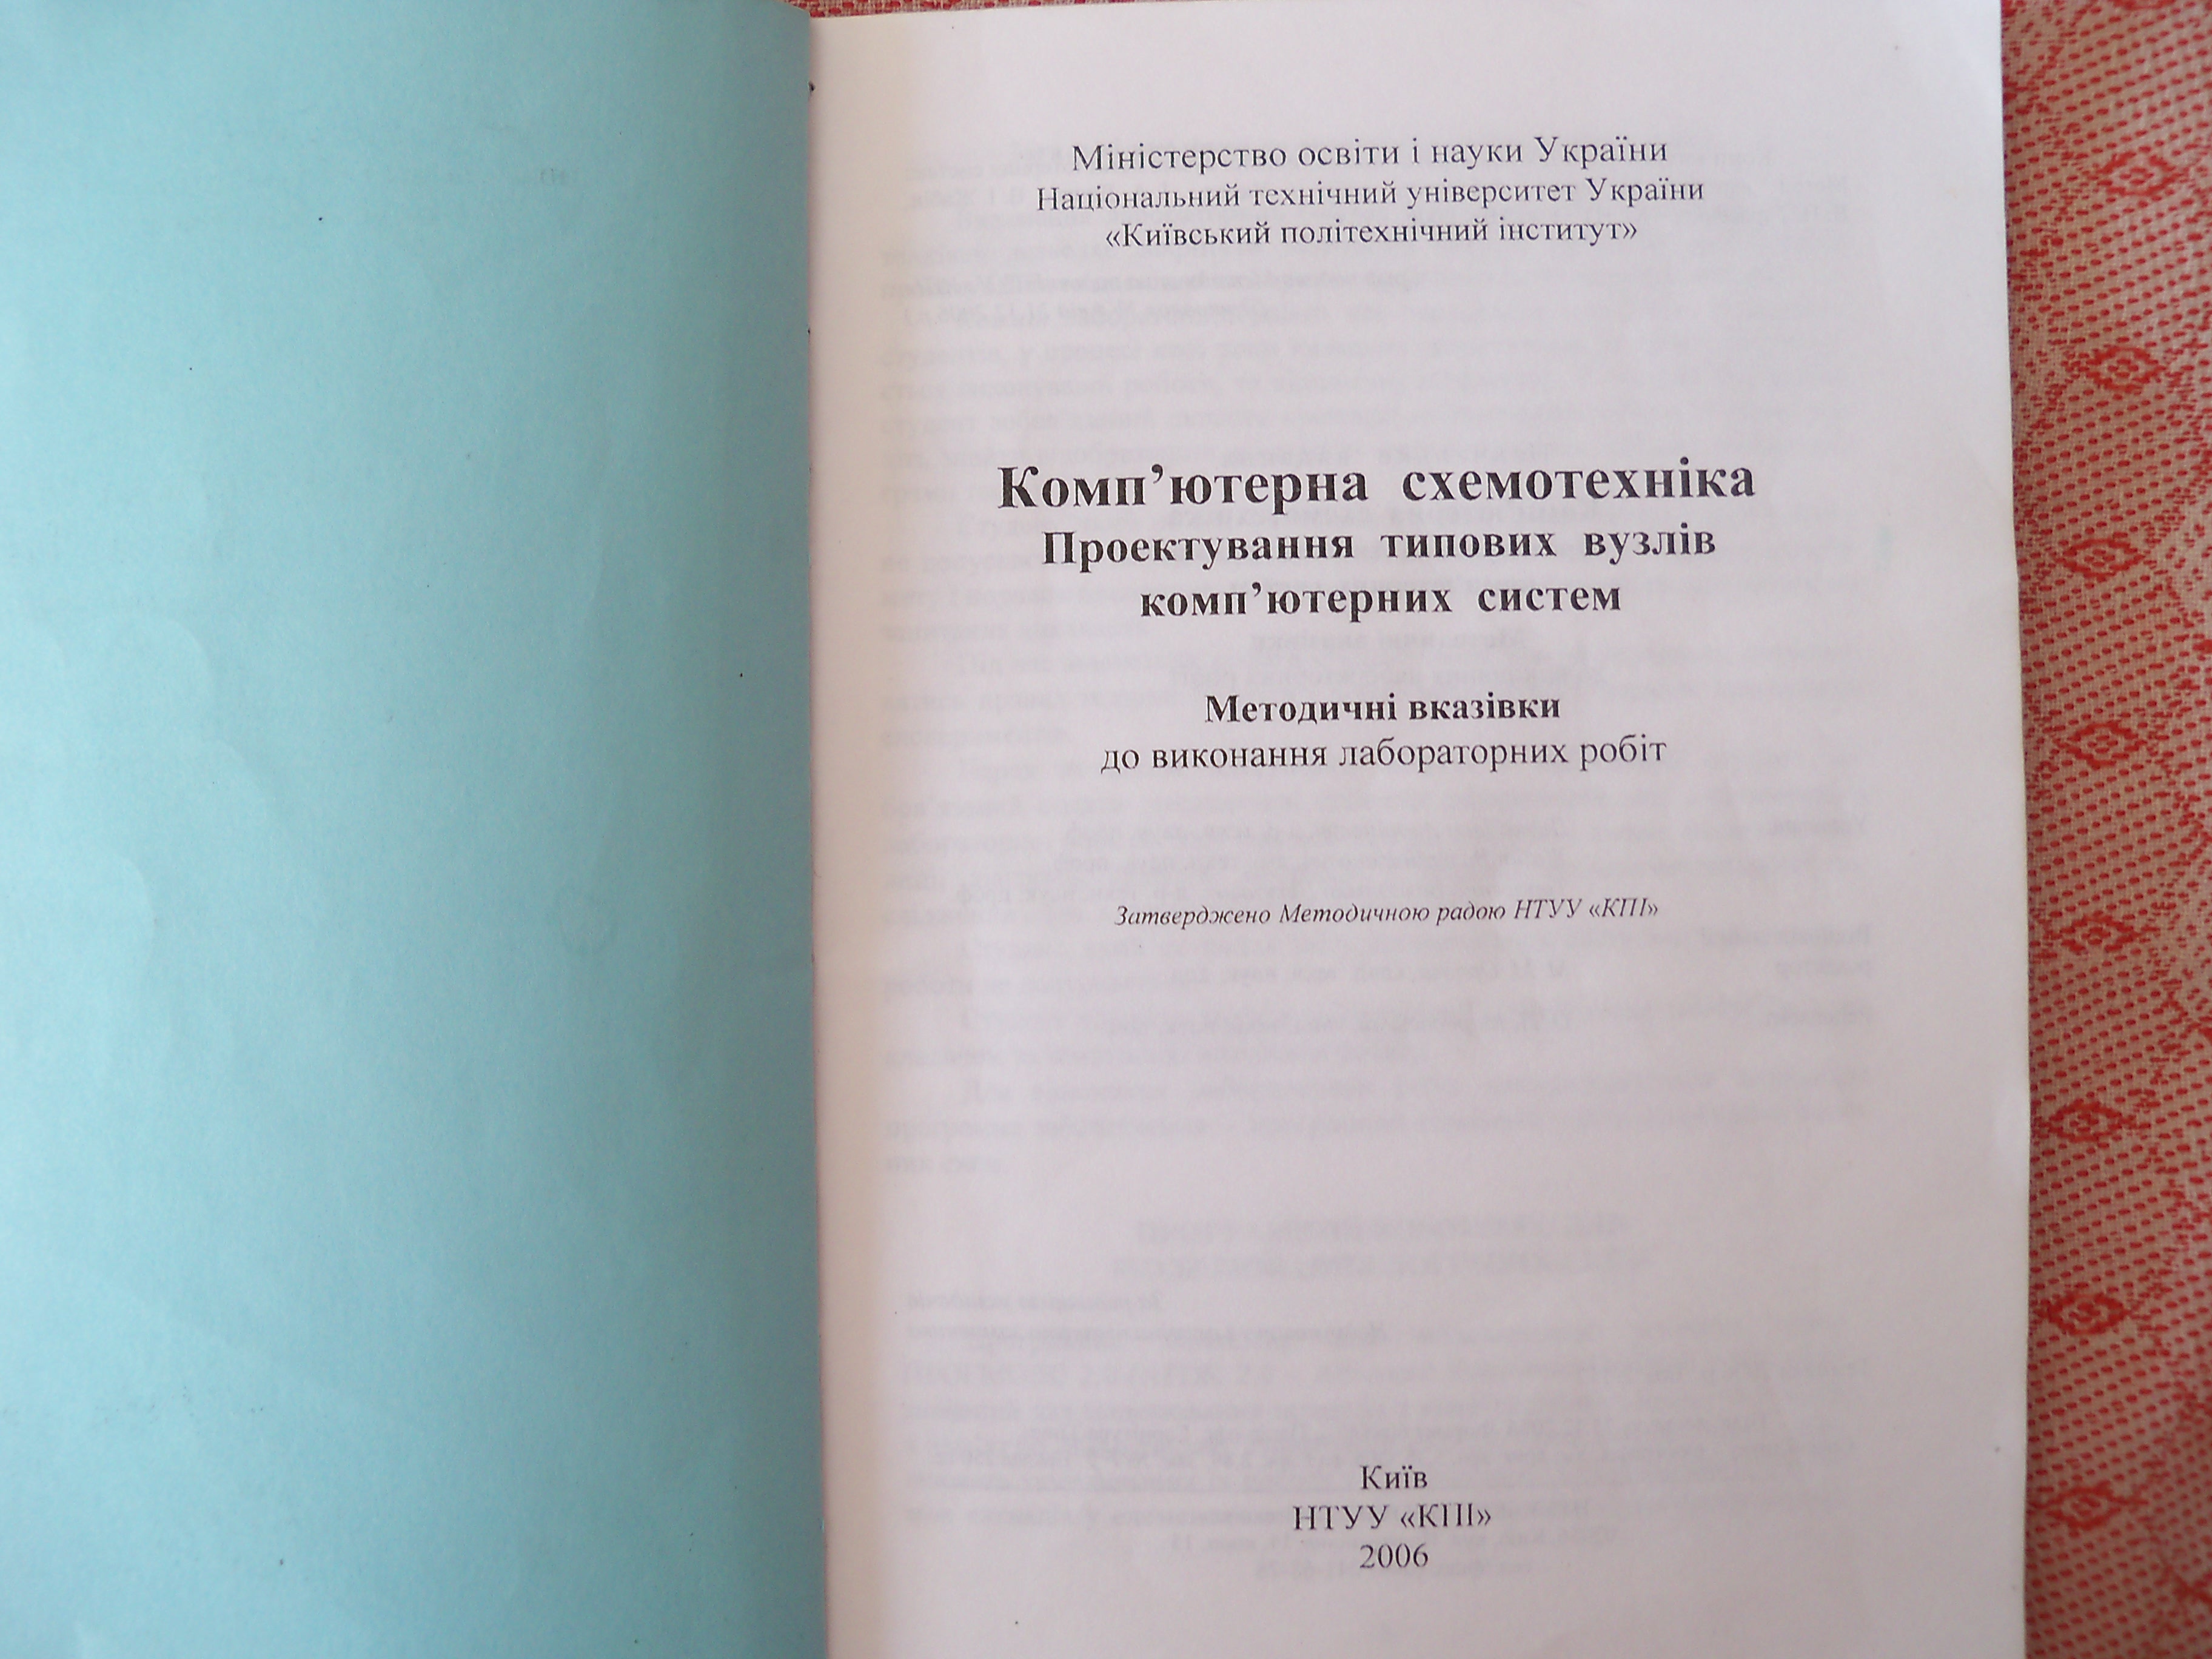 Міністерство освіти і науки України
Національний технічний університет України
«Київський політехнічний інститут»
Комп’ютерна схемотехніка
Проектування типових вузлів
комп’ютерних систем
Методичні вказівки
до виконання лабораторних робіт
Затверджено Методичною радою НТУУ «КПІ»
Київ
НТУУ «КПІ»
2006